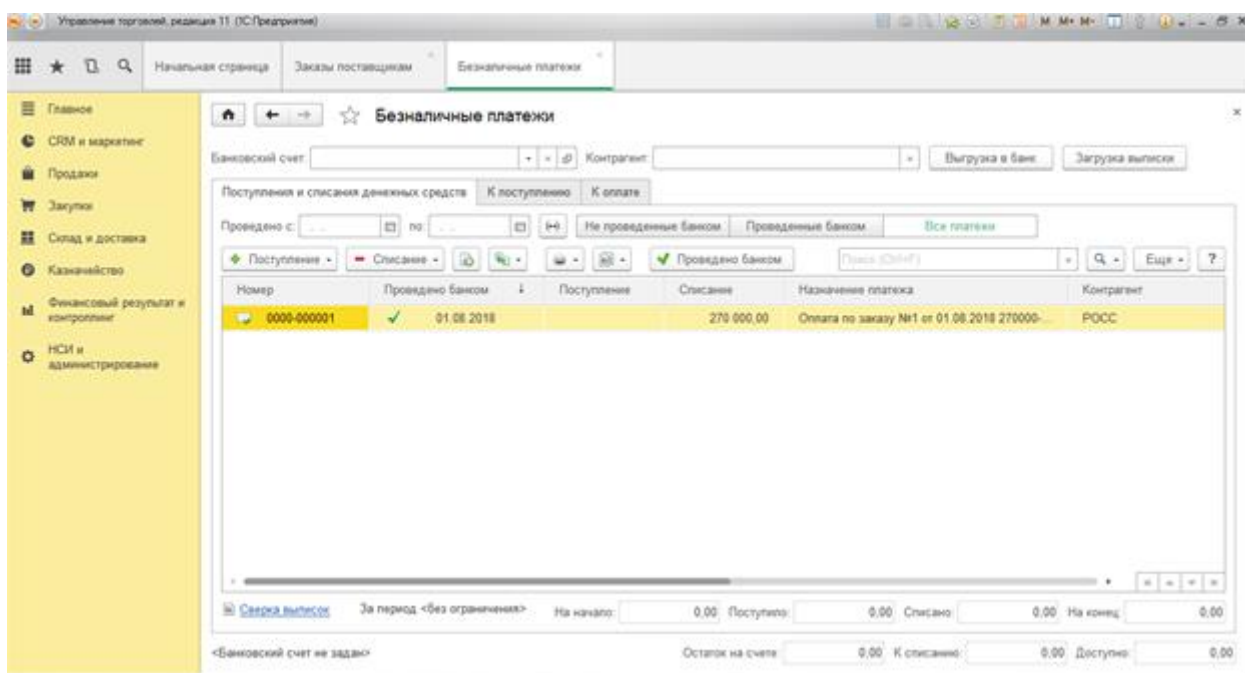 Управление торговлей, редакция 11 (1С:Предприятие)
M M+ M-
Начальная страница Заказы поставщикам Безналичные платежи
Главное
CRM и маркетинг
Продажи
Закупки
Склад и доставка
Казначейство
Финансовый результат и
контроллинг
НСИ и
администрирование
Безналичные платежи
Банковский счет: Контрагент: Выгрузка в банк Загрузка выписки
Поступления и списания денежных средств К поступлению К оплате
Проведено с: . . по: . . Не проведенные банком Проведенные банком Все платежи
Поступление Списание Проведено банком Поиск (Ctrl+F) Еще ?
Номер Проведено банком ↓ Поступление Списание Назначение платежа Контрагент
0000-000001 01.08.2018 270 000,00 Оплата по заказу №1 от 01.08.2018 270000-... РОСС
Сверка выписок За период <без ограничения> На начало: 0,00 Поступило: 0,00 Списано: 0,00 На конец: 0,00
<Банковский счет не задан> Остаток на счете: 0,00 К списанию: 0,00 Доступно: 0,00